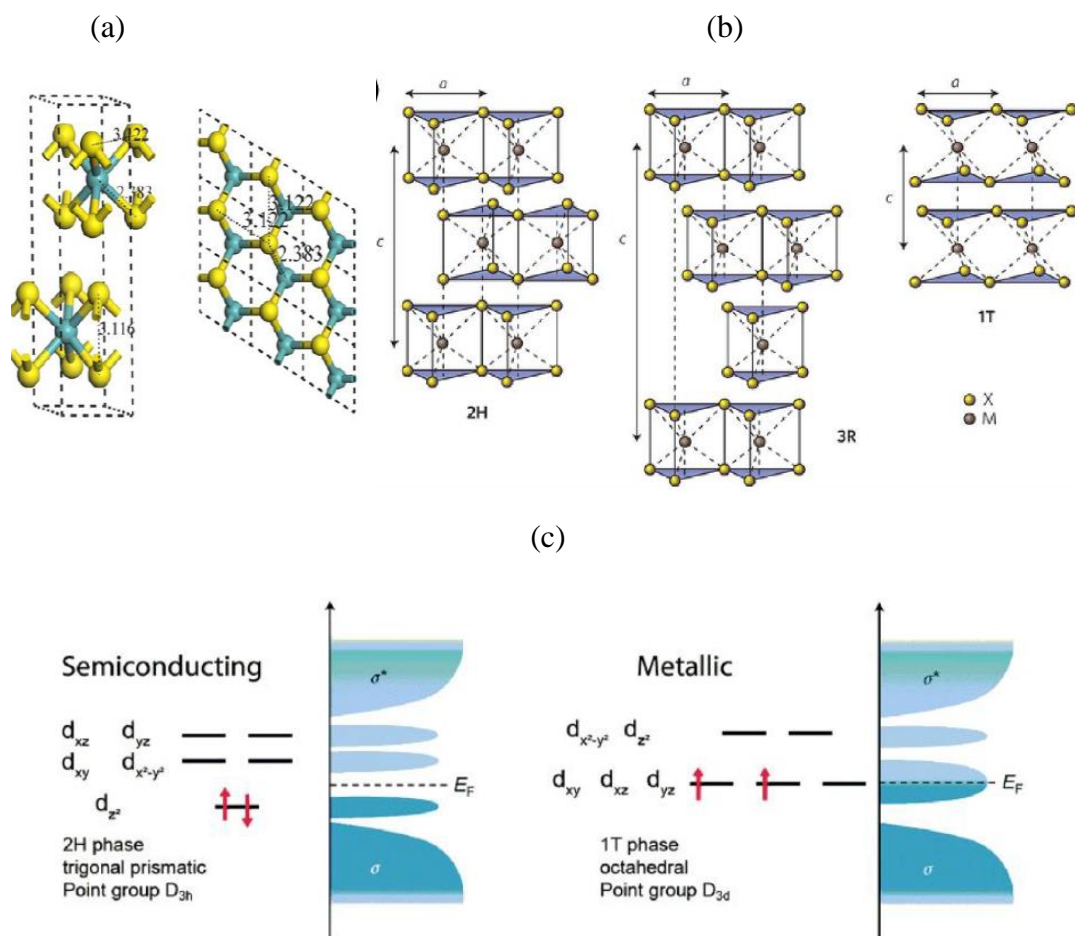 (a)
(b)
3.122
2.383
3.116
3.122
3.122
2.383
)
a
c
2H
a
c
3R
a
c
1T
X
M
(c)
Semiconducting
σ*
d_xz d_yz
d_xy d_x²-y²
E_F
d_z²
2H phase
trigonal prismatic
Point group D_3h
σ
Metallic
σ*
d_x²-y² d_z²
d_xy d_xz d_yz
E_F
1T phase
octahedral
Point group D_3d
σ